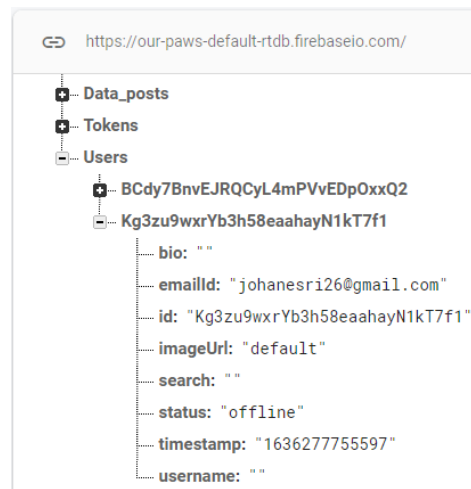 https://our-paws-default-rtdb.firebaseio.com/
Data_posts
Tokens
Users
BCdy7BnvEJRQCyL4mPVvEDpOxxQ2
Kg3zu9wxrYb3h58eaahayN1kT7f1
bio: ""
emailId: "johanesri26@gmail.com"
id: "Kg3zu9wxrYb3h58eaahayN1kT7f1"
imageUrl: "default"
search: ""
status: "offline"
timestamp: "1636277755597"
username: ""